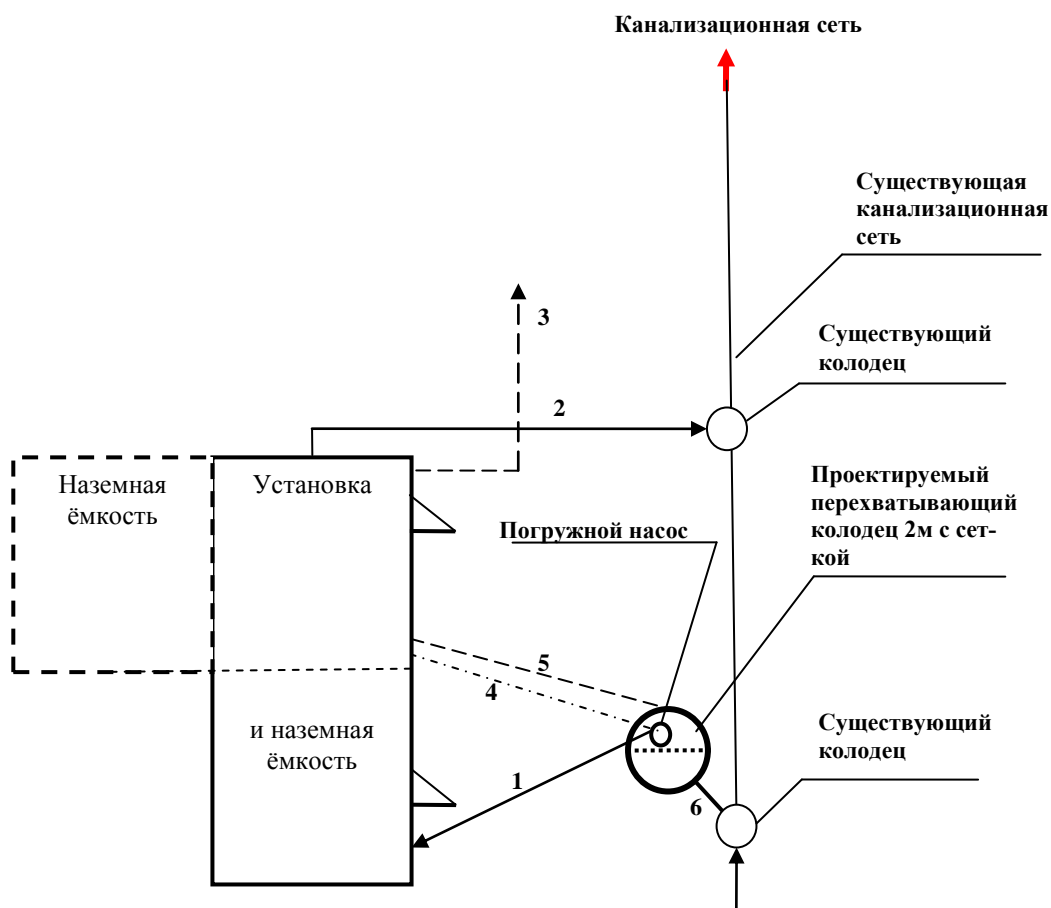 Канализационная сеть
Существующая
канализационная
сеть
3
Существующий
колодец
2
Наземная
ёмкость
Установка
Проектируемый
перехватывающий
колодец 2м с сет-
кой
Погружной насос
5
4
и наземная
ёмкость
Существующий
колодец
1
6